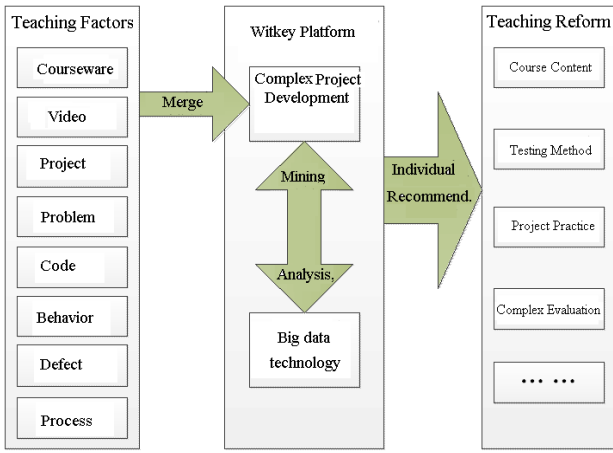 Teaching Factors
Courseware
Video
Project
Problem
Code
Behavior
Defect
Process
Merge
Witkey Platform
Complex Project
Development
Mining
Analysis,
Big data
technology
Individual
Recommend.
Teaching Reform
Course Content
Testing Method
Project Practice
Complex Evaluation
... ...